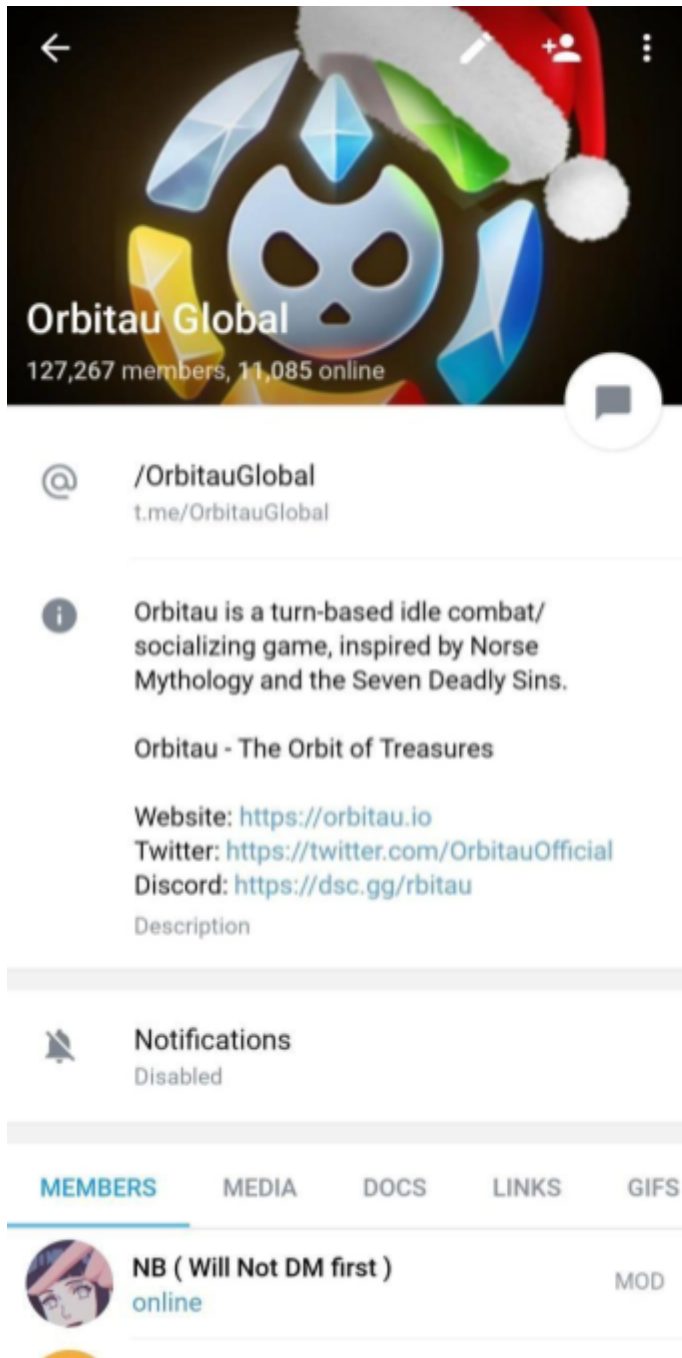 Orbitau Global
127,267 members, 11,085 online
/OrbitauGlobal
t.me/OrbitauGlobal
Orbitau is a turn-based idle combat/
socializing game, inspired by Norse
Mythology and the Seven Deadly Sins.
Orbitau - The Orbit of Treasures
Website: https://orbitau.io
Twitter: https://twitter.com/OrbitauOfficial
Discord: https://dsc.gg/rbitau
Description
Notifications
Disabled
MEMBERS MEDIA DOCS LINKS GIFS
NB ( Will Not DM first ) MOD
online